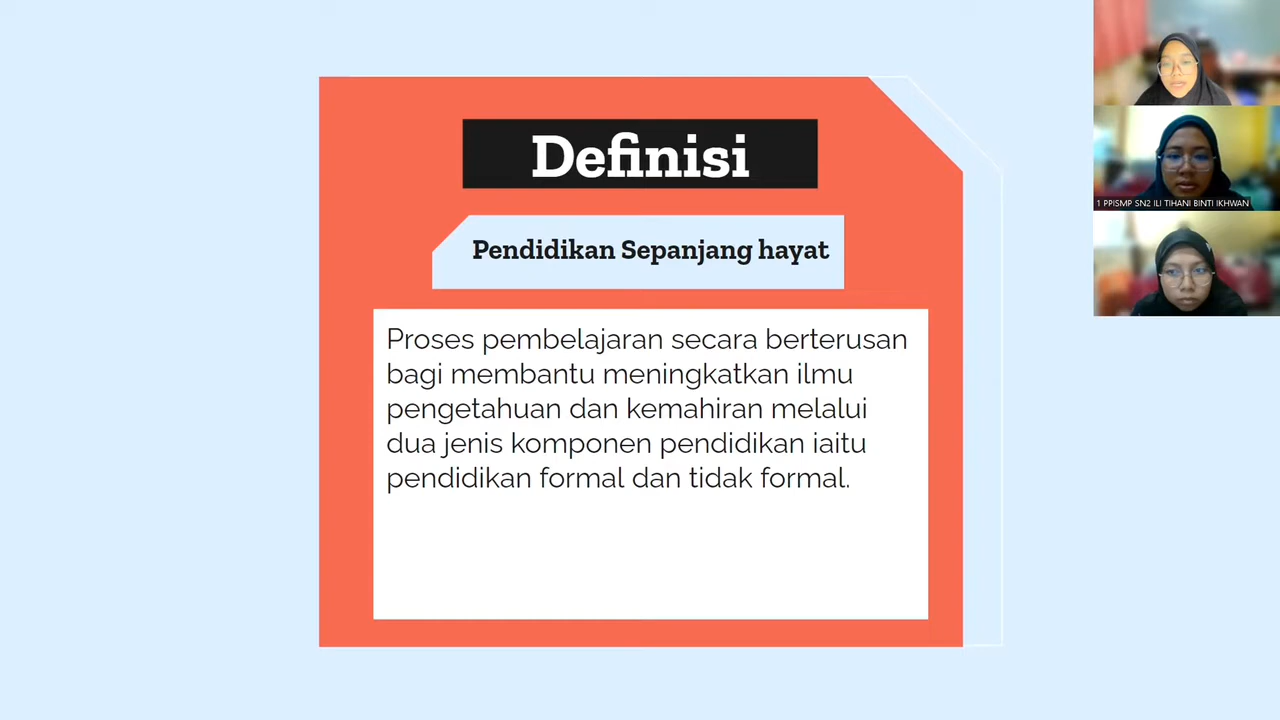 Definisi
Pendidikan Sepanjang hayat
Proses pembelajaran secara berterusan
bagi membantu meningkatkan ilmu
pengetahuan dan kemahiran melalui
dua jenis komponen pendidikan iaitu
pendidikan formal dan tidak formal.
1 PPISMP SN2 ILI TIHANI BINTI IKHWAN